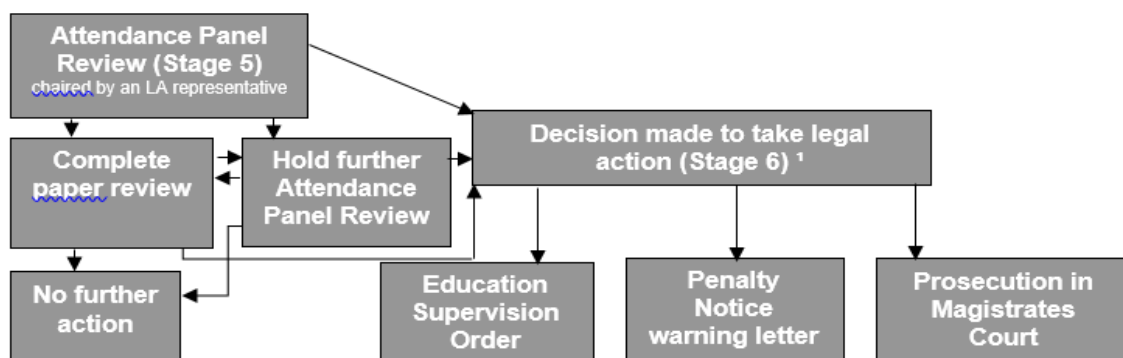 Attendance Panel
Review (Stage 5)
chaired by an LA representative
Decision made to take legal
action (Stage 6) ¹
Complete
paper review
Hold further
Attendance
Panel Review
No further
action
Education
Supervision
Order
Penalty
Notice
warning letter
Prosecution in
Magistrates
Court